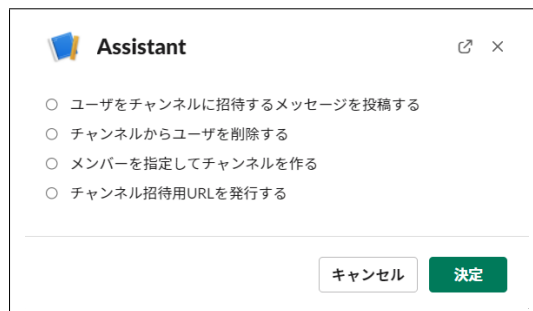 Assistant
ユーザをチャンネルに招待するメッセージを投稿する
チャンネルからユーザを削除する
メンバーを指定してチャンネルを作る
チャンネル招待用URLを発行する
キャンセル
決定